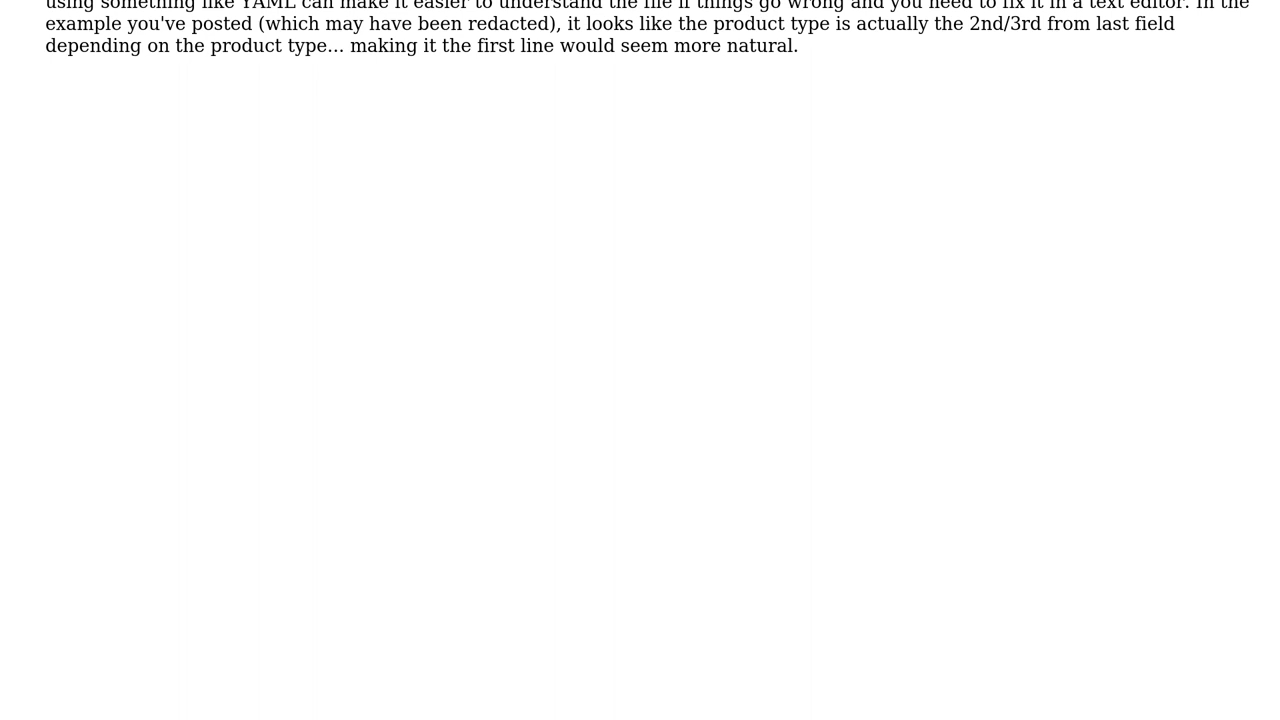 using something like YAML can make it easier to understand the file if things go wrong and you need to fix it in a text editor. In the
example you've posted (which may have been redacted), it looks like the product type is actually the 2nd/3rd from last field
depending on the product type... making it the first line would seem more natural.